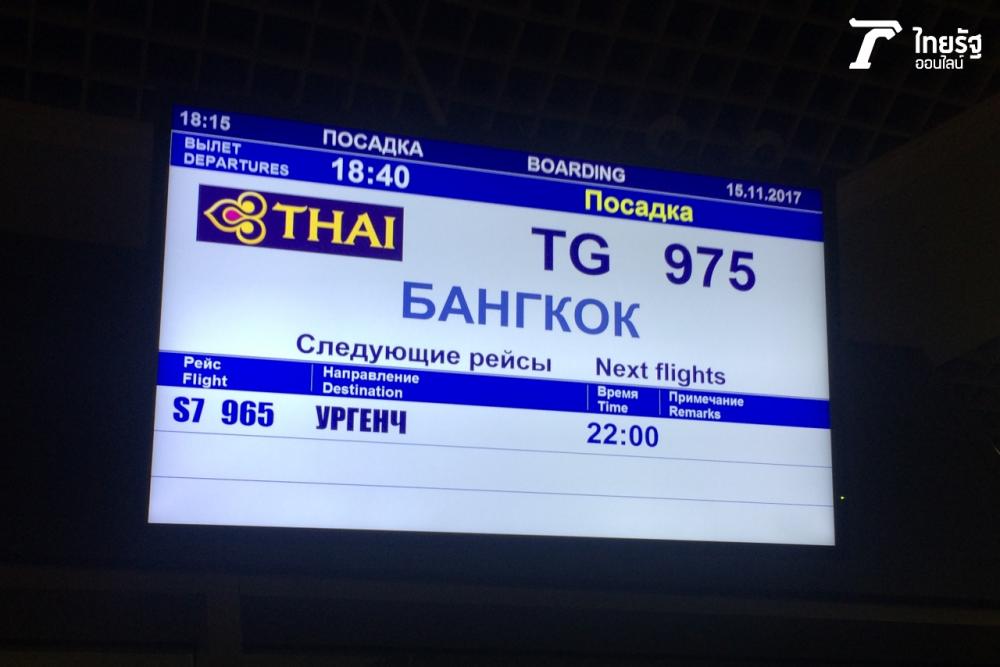 ไทยรัฐ
ออนไลน์
18:15 ПОСАДКА BOARDING 15.11.2017
ВЫЛЕТ
DEPARTURES 18:40 Посадка
THAI TG 975
БАНГКОК
Следующие рейсы Next flights
Рейс Направление Время Примечание
Flight Destination Time Remarks
S7 965 УРГЕНЧ 22:00